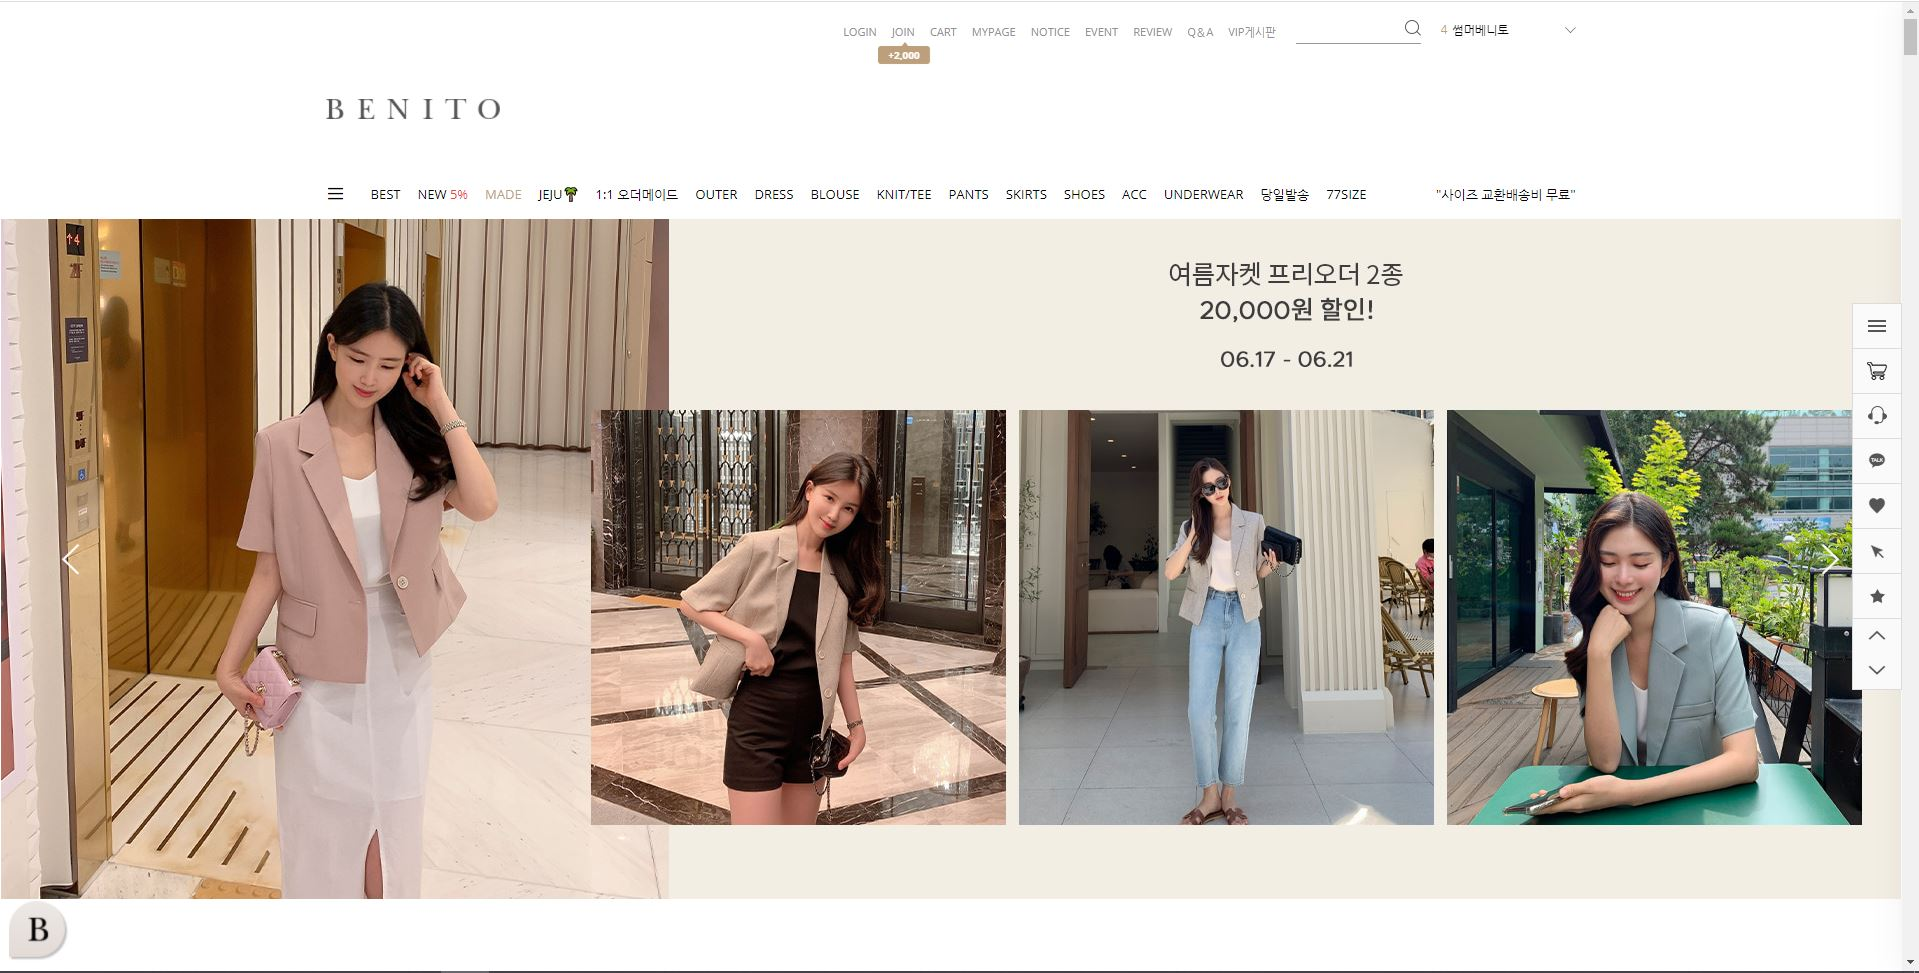 LOGIN JOIN CART MYPAGE NOTICE EVENT REVIEW Q&A VIP게시판 4 썸머베니토
+2,000
BENITO
BEST NEW 5% MADE JEJU 1:1 오더메이드 OUTER DRESS BLOUSE KNIT/TEE PANTS SKIRTS SHOES ACC UNDERWEAR 당일발송 77SIZE "사이즈 교환배송비 무료"
여름자켓 프리오더 2종
20,000원 할인!
06.17 - 06.21
TALK
B